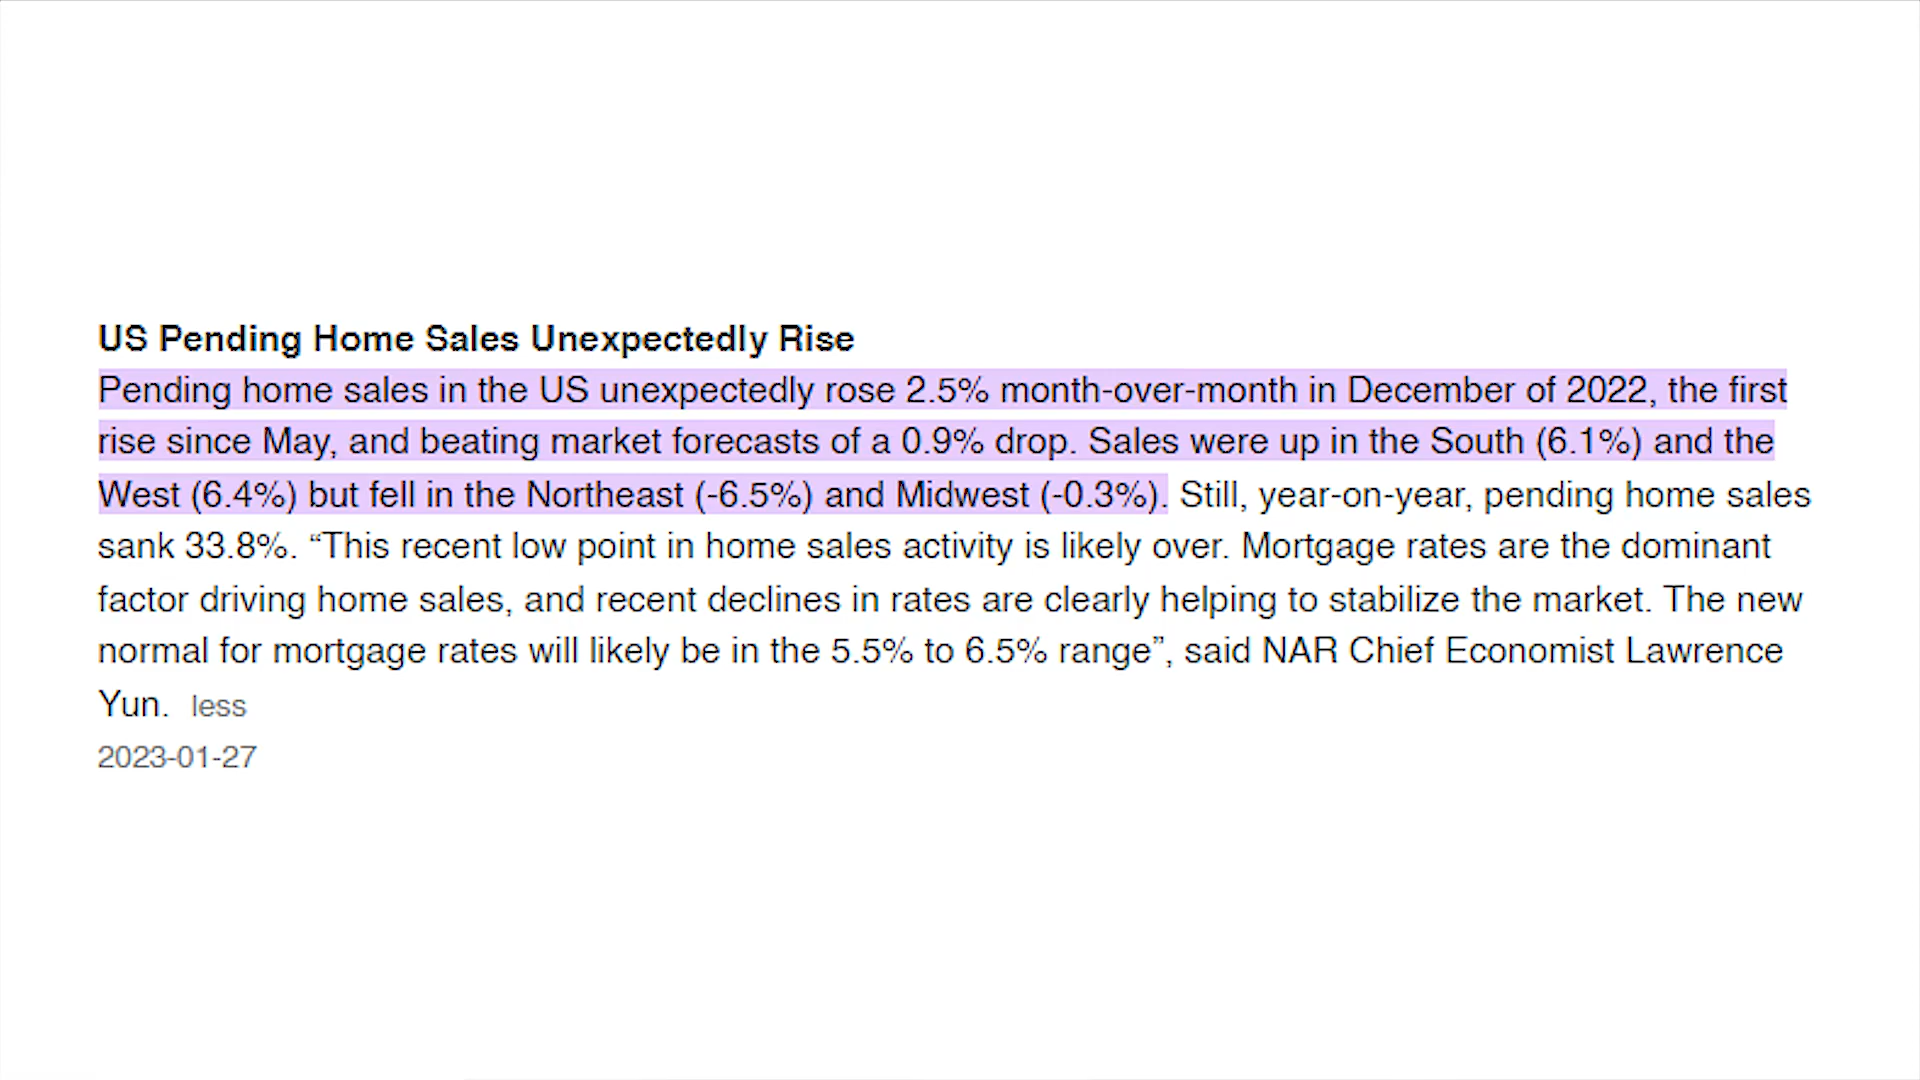 US Pending Home Sales Unexpectedly Rise
Pending home sales in the US unexpectedly rose 2.5% month-over-month in December of 2022, the first
rise since May, and beating market forecasts of a 0.9% drop. Sales were up in the South (6.1%) and the
West (6.4%) but fell in the Northeast (-6.5%) and Midwest (-0.3%). Still, year-on-year, pending home sales
sank 33.8%. “This recent low point in home sales activity is likely over. Mortgage rates are the dominant
factor driving home sales, and recent declines in rates are clearly helping to stabilize the market. The new
normal for mortgage rates will likely be in the 5.5% to 6.5% range”, said NAR Chief Economist Lawrence
Yun. less
2023-01-27